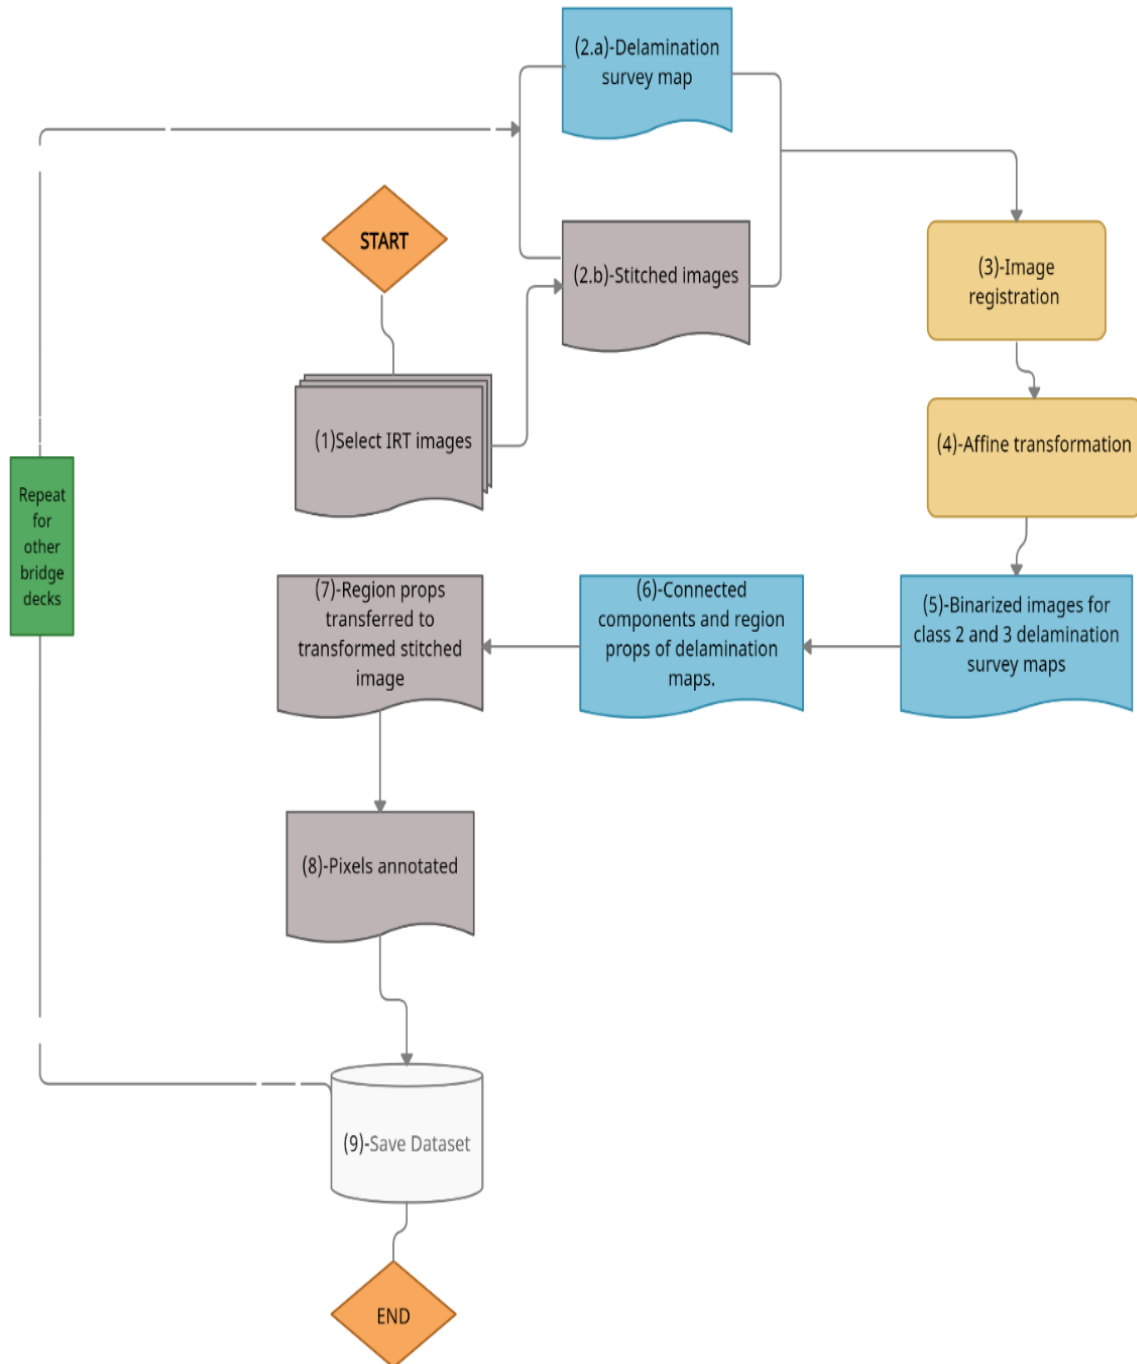 (2.a)-Delamination
survey map
START
(2.b)-Stitched images
(3)-Image
registration
(1)Select IRT images
(4)-Affine transformation
Repeat
for
other
bridge
decks
(7)-Region props
transferred to
transformed stitched
image
(6)-Connected
components and region
props of delamination
maps.
(5)-Binarized images for
class 2 and 3 delamination
survey maps
(8)-Pixels annotated
(9)-Save Dataset
END